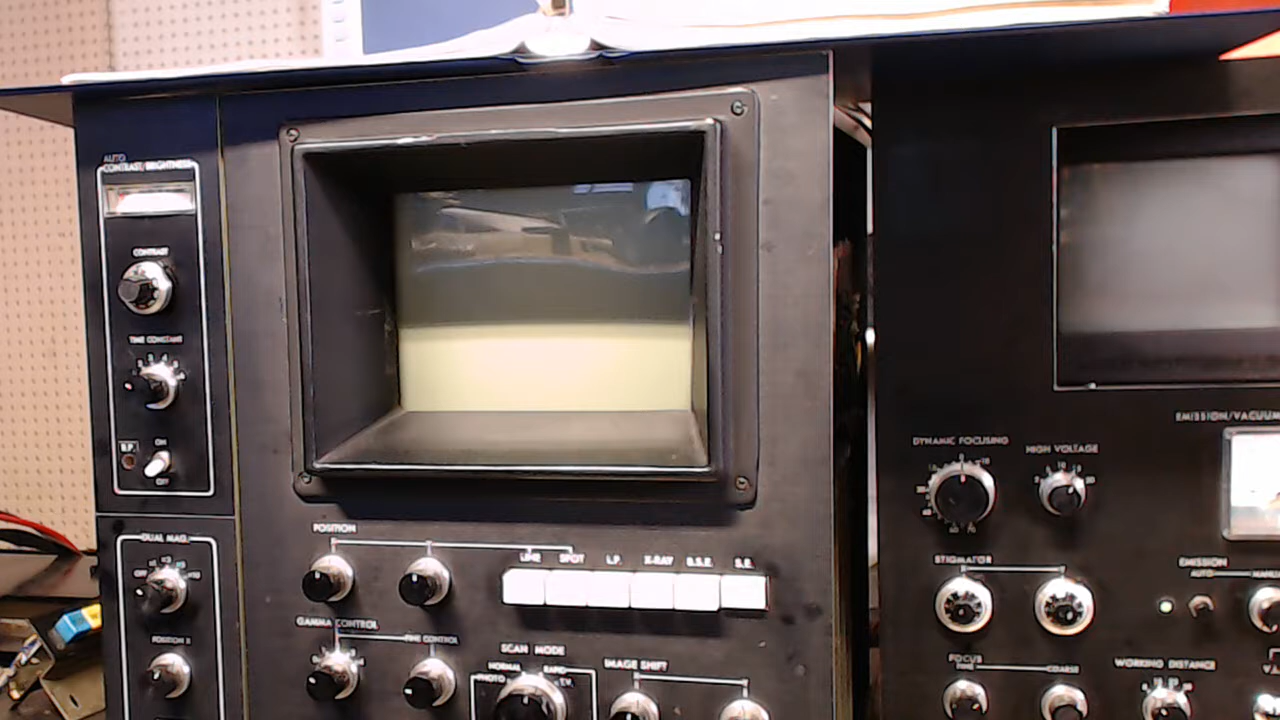 AUTO
CONTRAST/BRIGHTNESS
CONTRAST
TIME CONSTANT
ON
OFF
DUAL MAG.
POSITION
POSITION
LINE SPOT L.P. X-RAY B.S.E. S.E.
GAMMA CONTROL
FINE CONTROL
SCAN MODE
NORMAL RAPID
PHOTO T.V.
IMAGE SHIFT
EMISSION/VACUUM
DYNAMIC FOCUSING
HIGH VOLTAGE
STIGMATOR
EMISSION
AUTO
FOCUS
FINE COARSE
WORKING DISTANCE